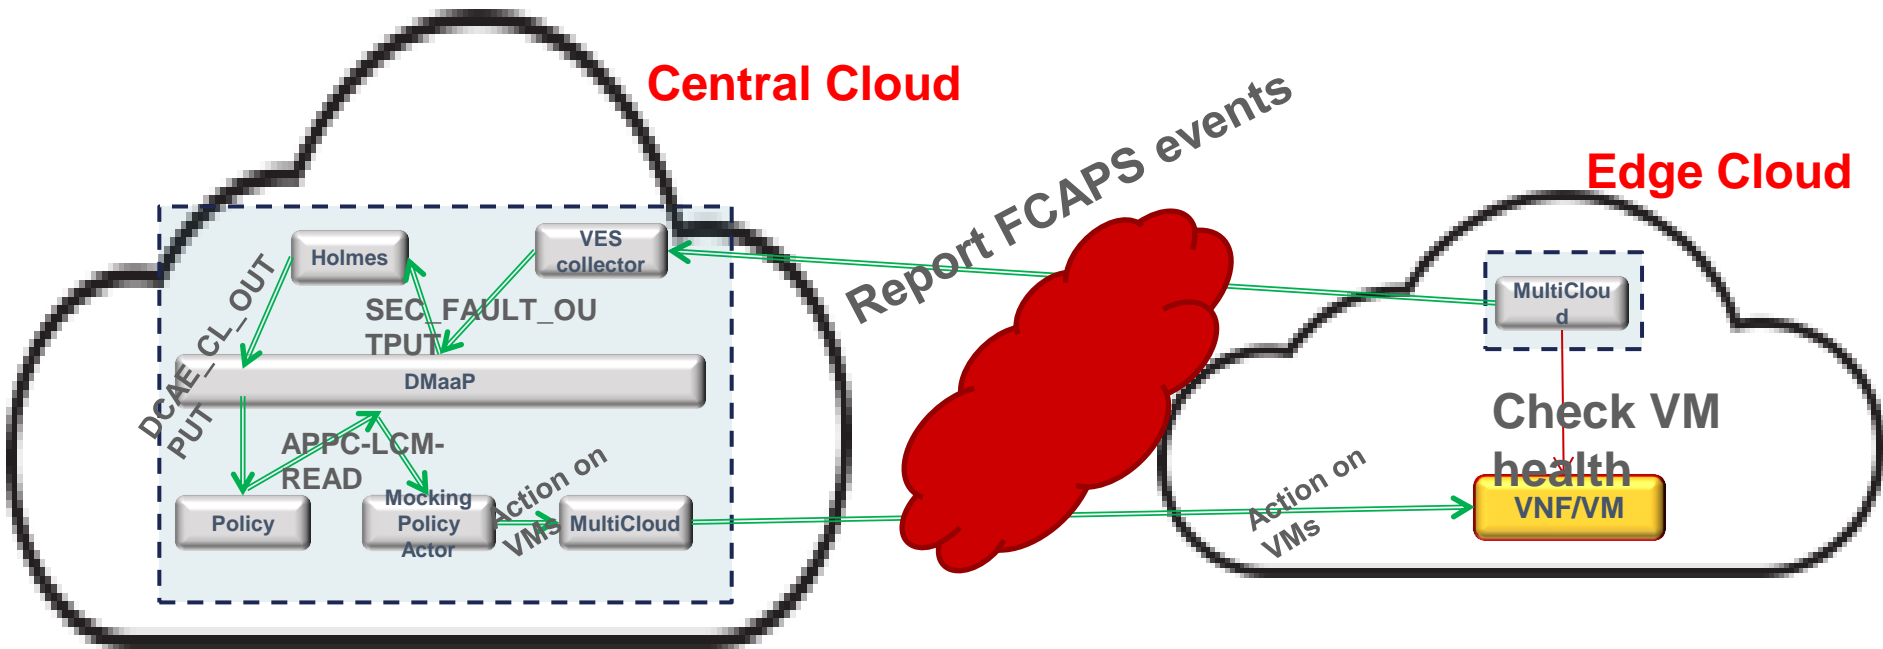 Central Cloud
Report FCAPS events
Edge Cloud
Holmes
VES
collector
MultiClou
d
DCAE_CL_OUT
PUT
SEC_FAULT_OU
TPUT
DMaaP
Check VM
health
APPC-LCM-
READ
Action on
VMs
Action on
VMs
Policy
Mocking
Policy
Actor
MultiCloud
VNF/VM